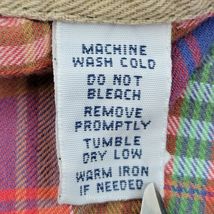 MACHINE
WASH COLD
DO NOT
BLEACH
REMOVE
PROMPTLY
TUMBLE
DRY LOW
WARM IRON
IF NEEDED